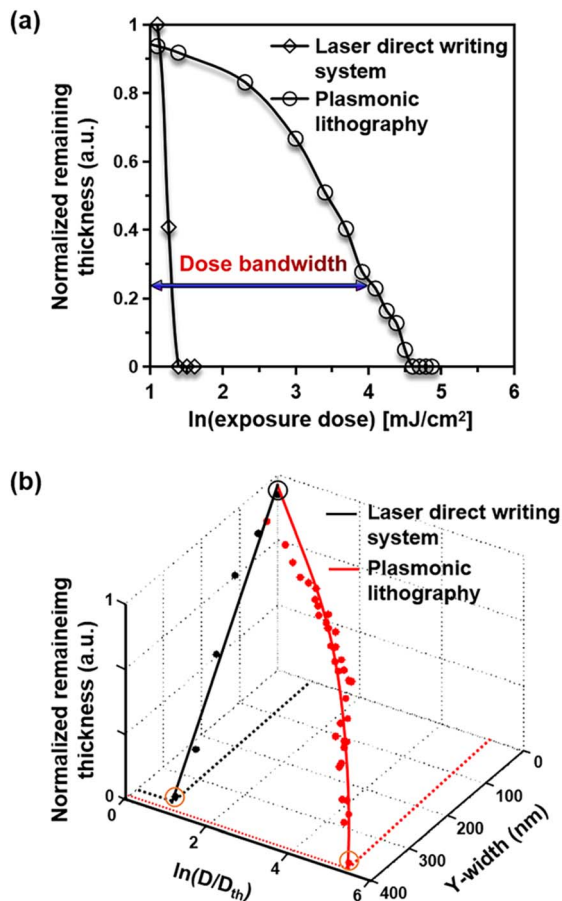 (a)
Normalized remaining
thickness (a.u.)
1
0.8
0.6
0.4
0.2
0
Laser direct writing
system
Plasmonic
lithography
Dose bandwidth
1
2
3
4
5
6
ln(exposure dose) [mJ/cm²]
(b)
Normalized remaineimg
thickness (a.u.)
Laser direct writing
system
Plasmonic
lithography
1
0
0
2
4
6
ln(D/Dth)
0
100
200
300
400
Y-width (nm)